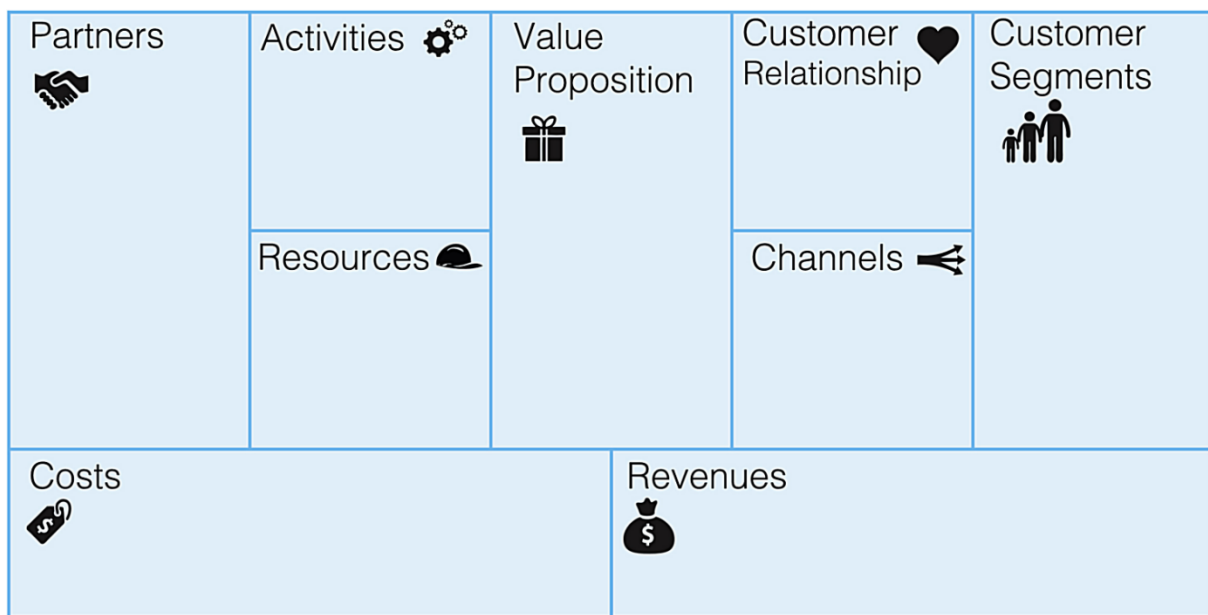 Partners
Activities
Value
Proposition
Customer
Relationship
Customer
Segments
Resources
Channels
Costs
$
Revenues
$